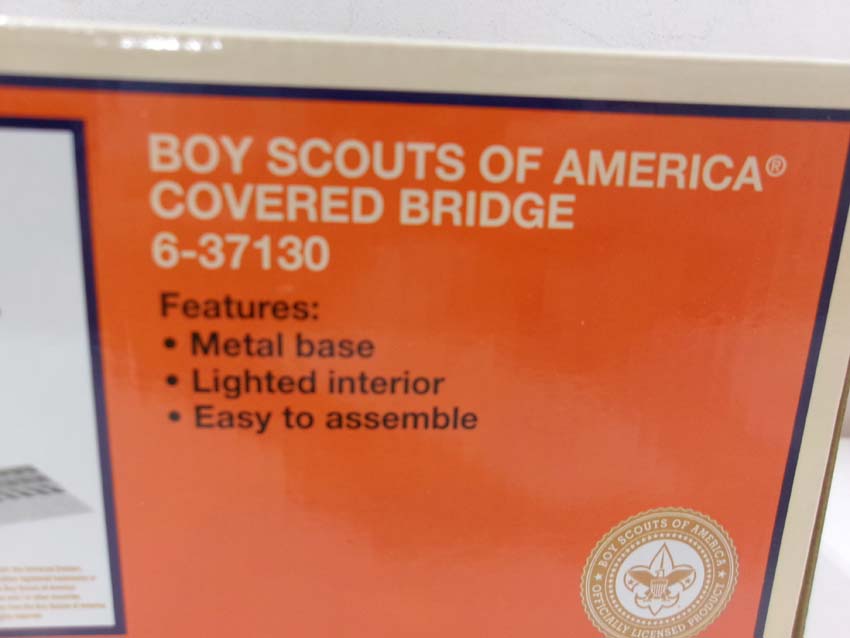 BOY SCOUTS OF AMERICA®
COVERED BRIDGE
6-37130
Features:
• Metal base
• Lighted interior
• Easy to assemble
BOY SCOUTS OF AMERICA
OFFICIALLY LICENSED PRODUCT